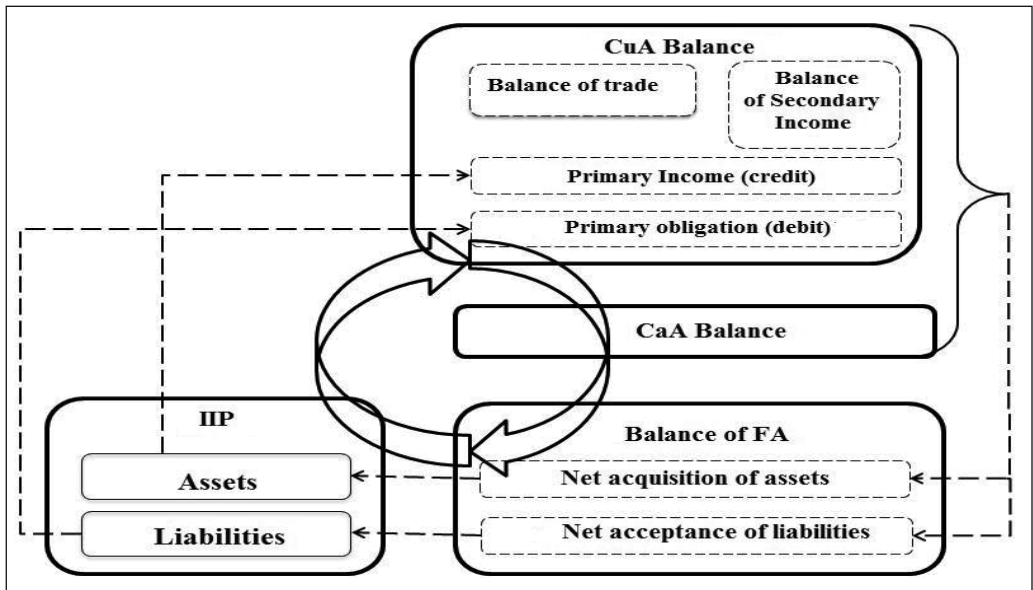 CuA Balance
Balance of trade
Balance
of Secondary
Income
Primary Income (credit)
Primary obligation (debit)
CaA Balance
IIP
Assets
Liabilities
Balance of FA
Net acquisition of assets
Net acceptance of liabilities